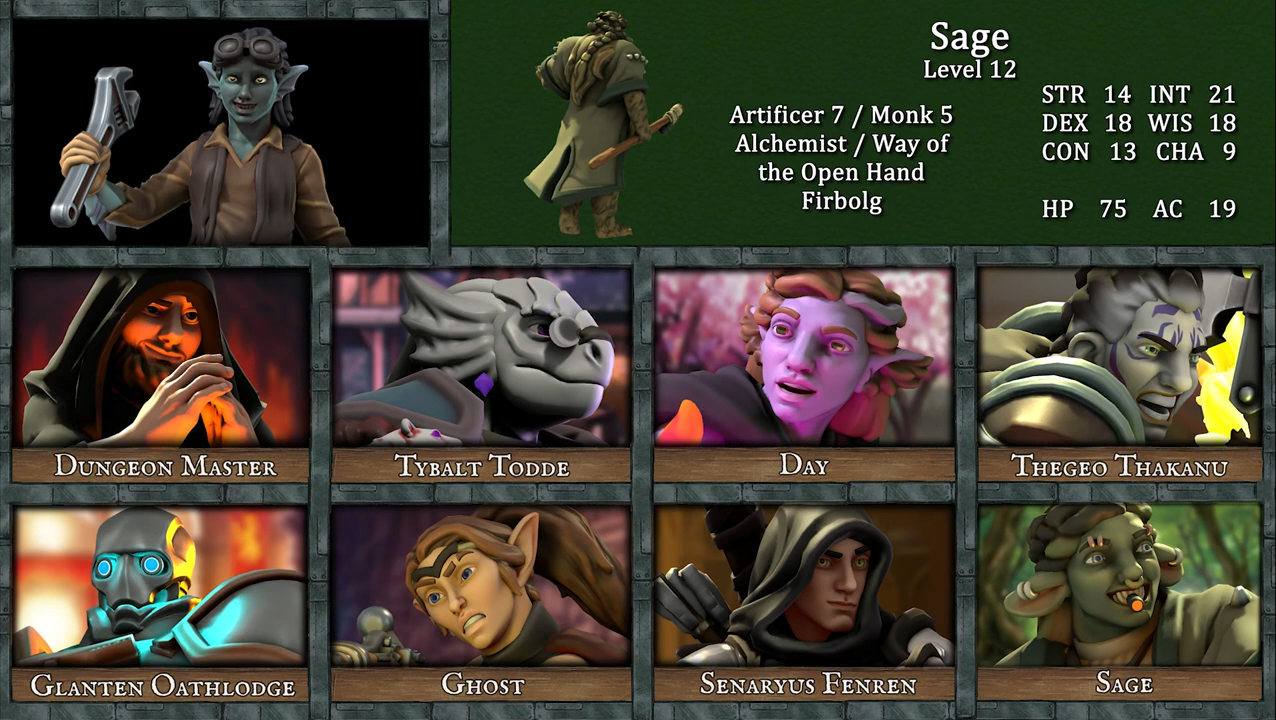 Sage
Level 12
Artificer 7 / Monk 5
Alchemist / Way of
the Open Hand
Firbolg
STR 14 INT 21
DEX 18 WIS 18
CON 13 CHA 9
HP 75 AC 19
Dungeon Master
Tybalt Todde
Day
Thegeo Thakanu
Glanten Oathlodge
Ghost
Senaryus Fenren
Sage